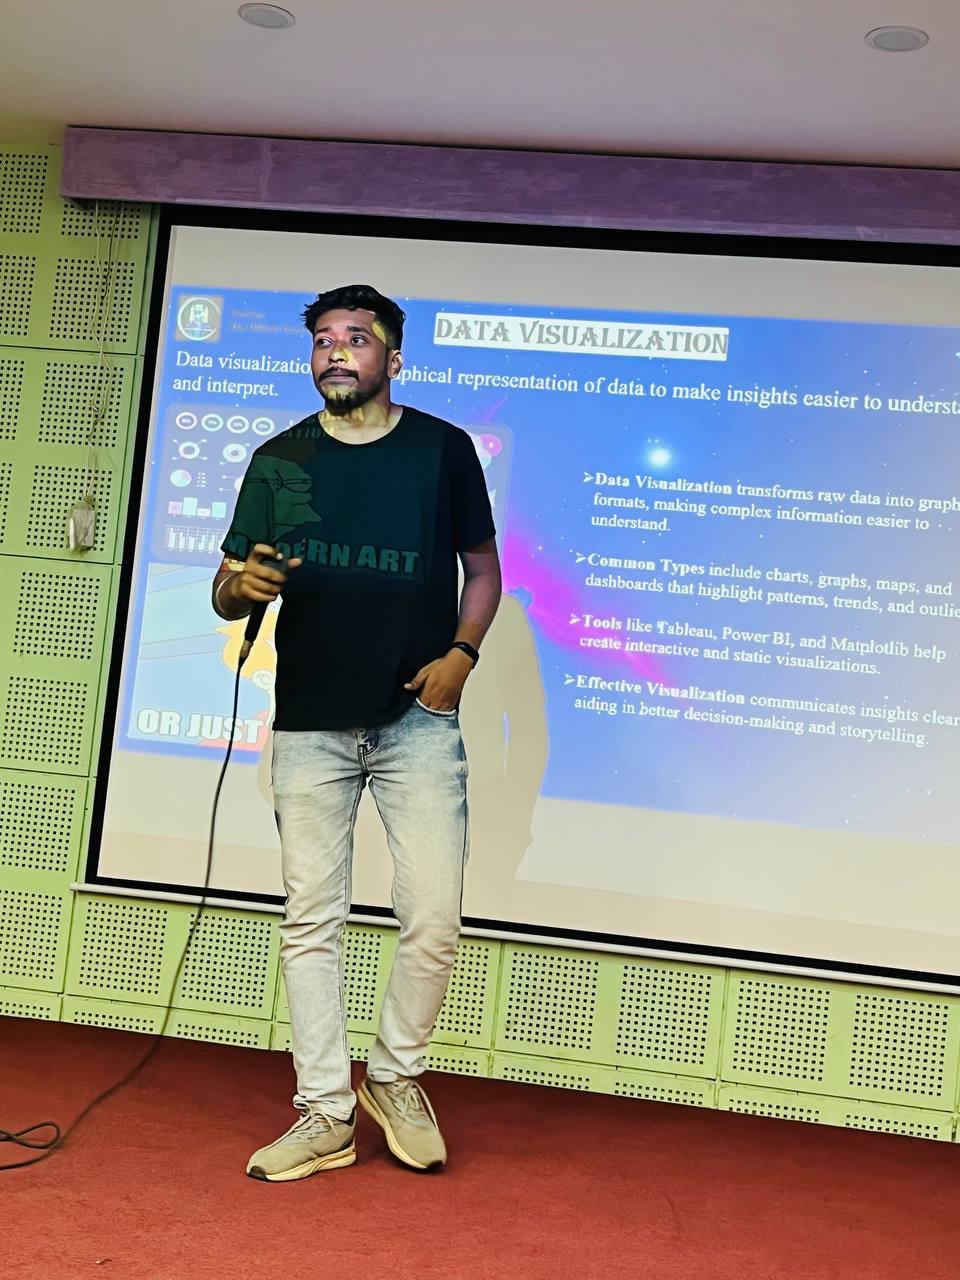 DATA VISUALIZATION
Data visualizatio aphical representation of data to make insights easier to understa
and interpret.
➢Data Visualization transforms raw data into graph
formats, making complex information easier to
understand.
➢Common Types include charts, graphs, maps, and
dashboards that highlight patterns, trends, and outlie
➢Tools like Tableau, Power BI, and Matplotlib help
create interactive and static visualizations.
➢Effective Visualization communicates insights clear
aiding in better decision-making and storytelling.
MODERN ART
OR JUST